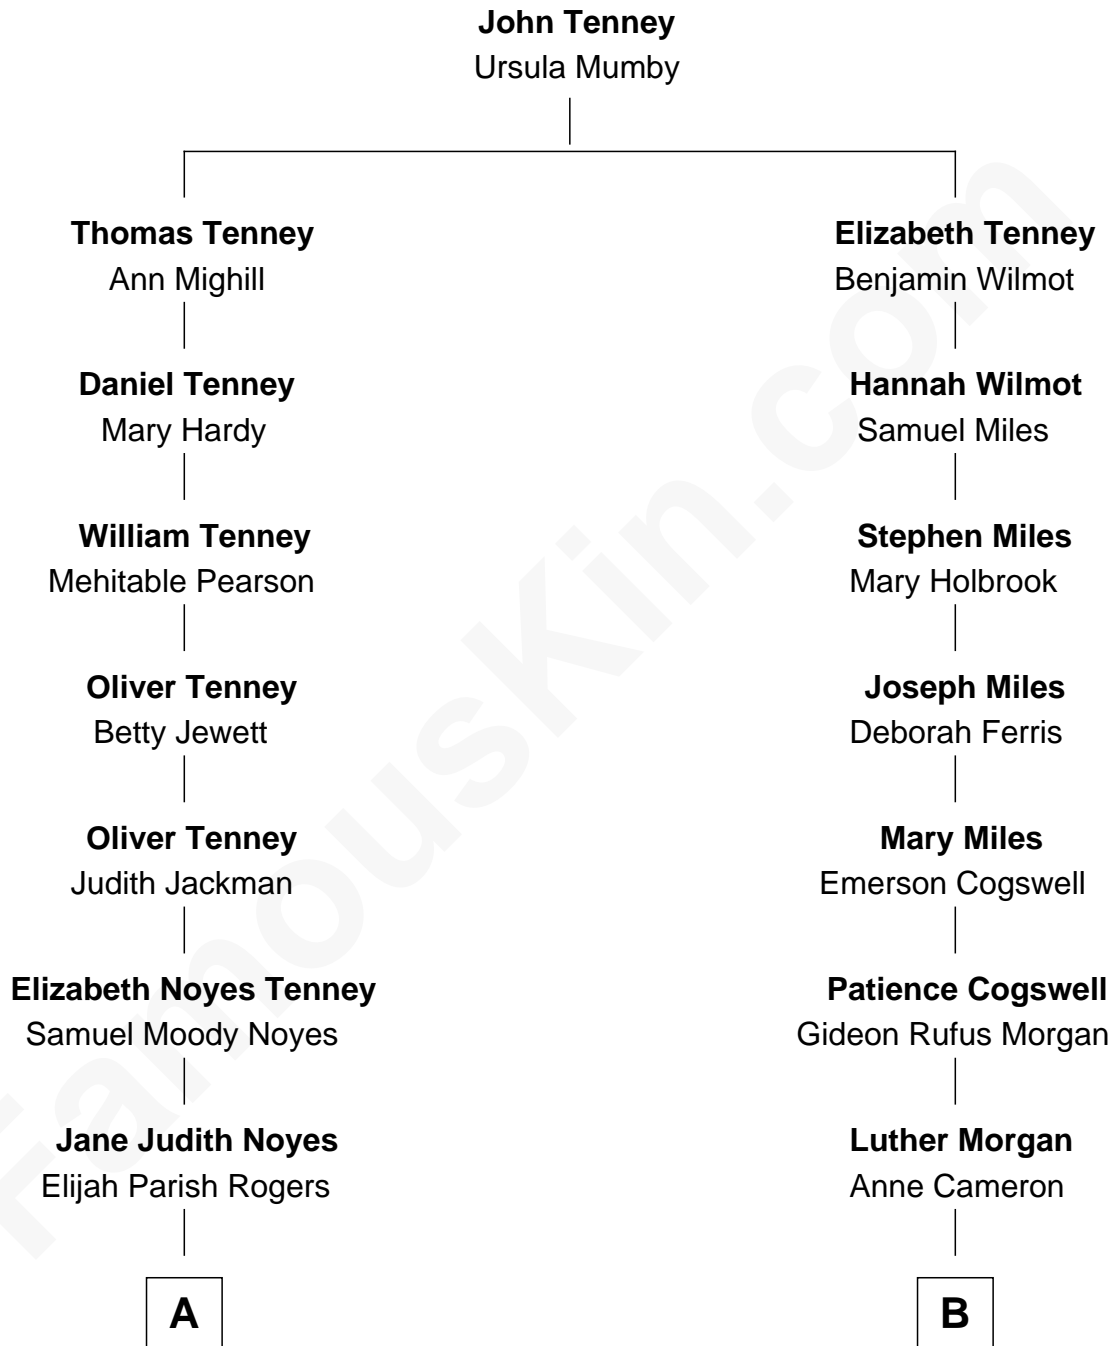 John Tenney
Ursula Mumby
Thomas Tenney
Ann Mighill
Elizabeth Tenney
Benjamin Wilmot
Daniel Tenney
Mary Hardy
Hannah Wilmot
Samuel Miles
William Tenney
Mehitable Pearson
Stephen Miles
Mary Holbrook
Oliver Tenney
Betty Jewett
Joseph Miles
Deborah Ferris
Oliver Tenney
Judith Jackman
Mary Miles
Emerson Cogswell
Elizabeth Noyes Tenney
Samuel Moody Noyes
Patience Cogswell
Gideon Rufus Morgan
Jane Judith Noyes
Elijah Parish Rogers
Luther Morgan
Anne Cameron
A
B
FamousKin.com